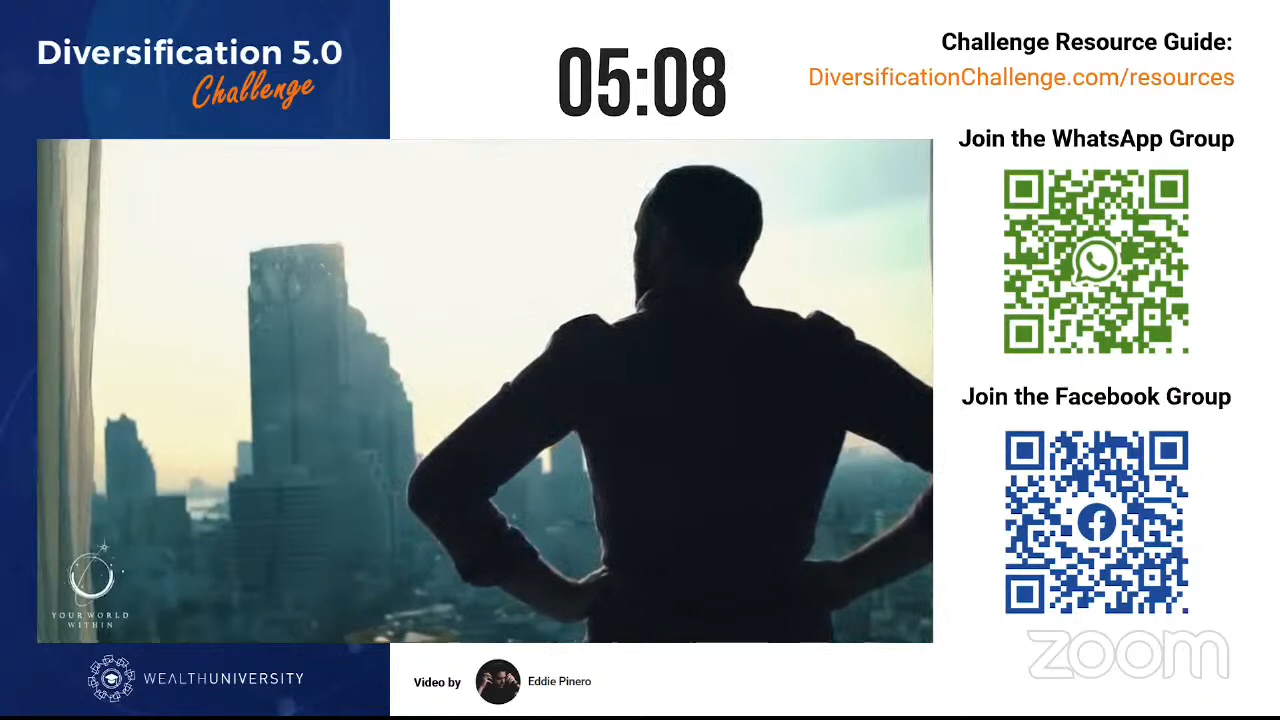 Diversification 5.0
Challenge
05:08
Challenge Resource Guide:
DiversificationChallenge.com/resources
Join the WhatsApp Group
Join the Facebook Group
YOUR WORLD
WITHIN
WEALTHUNIVERSITY
Video by
Eddie Pinero
zoom